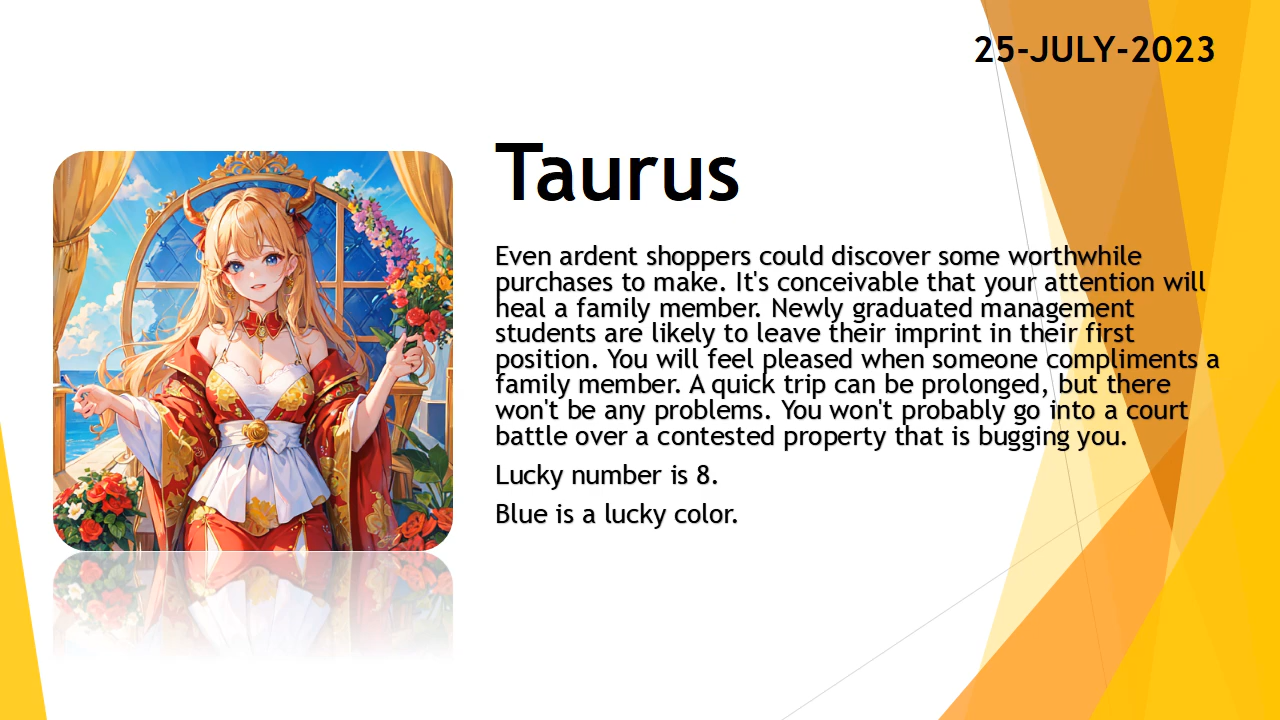 25-JULY-2023
Taurus
Even ardent shoppers could discover some worthwhile
purchases to make. It's conceivable that your attention will
heal a family member. Newly graduated management
students are likely to leave their imprint in their first
position. You will feel pleased when someone compliments a
family member. A quick trip can be prolonged, but there
won't be any problems. You won't probably go into a court
battle over a contested property that is bugging you.
Lucky number is 8.
Blue is a lucky color.